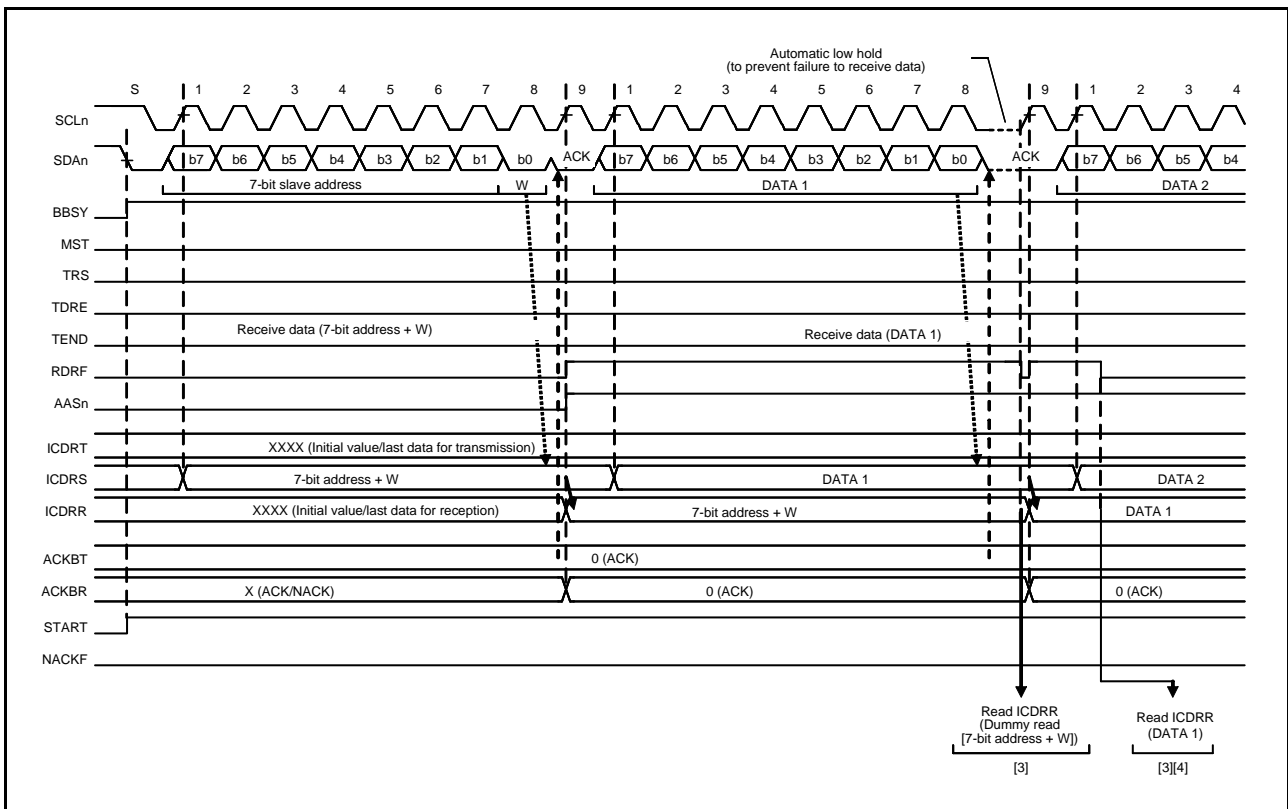 Automatic low hold
(to prevent failure to receive data)
S 1 2 3 4 5 6 7 8 9 1 2 3 4 5 6 7 8 9 1 2 3 4
SCLn
SDAn b7 b6 b5 b4 b3 b2 b1 b0 ACK b7 b6 b5 b4 b3 b2 b1 b0 ACK b7 b6 b5 b4
7-bit slave address W DATA 1 DATA 2
BBSY
MST
TRS
TDRE
Receive data (7-bit address + W) Receive data (DATA 1)
TEND
RDRF
AASn
ICDRT XXXX (Initial value/last data for transmission)
ICDRS 7-bit address + W DATA 1 DATA 2
ICDRR XXXX (Initial value/last data for reception) 7-bit address + W DATA 1
ACKBT 0 (ACK)
ACKBR X (ACK/NACK) 0 (ACK) 0 (ACK)
START
NACKF
Read ICDRR
(Dummy read
[7-bit address + W])
[3]
Read ICDRR
(DATA 1)
[3][4]